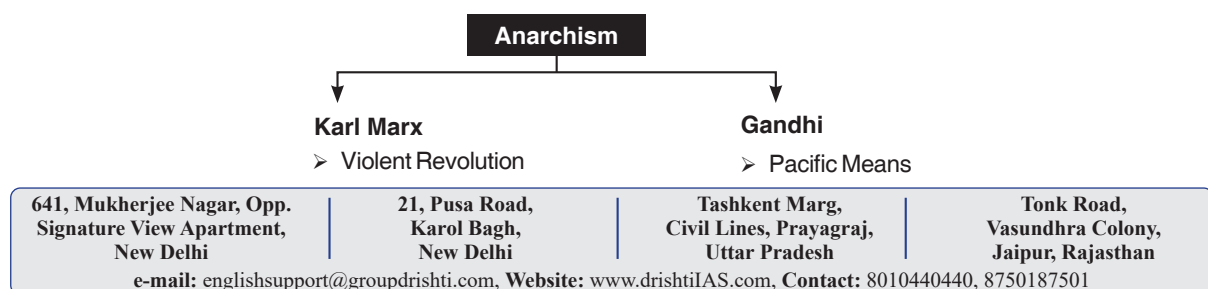 Anarchism
Karl Marx
➢ Violent Revolution
Gandhi
➢ Pacific Means
641, Mukherjee Nagar, Opp.
Signature View Apartment,
New Delhi
21, Pusa Road,
Karol Bagh,
New Delhi
Tashkent Marg,
Civil Lines, Prayagraj,
Uttar Pradesh
Tonk Road,
Vasundhra Colony,
Jaipur, Rajasthan
e-mail: englishsupport@groupdrishti.com, Website: www.drishtiIAS.com, Contact: 8010440440, 8750187501